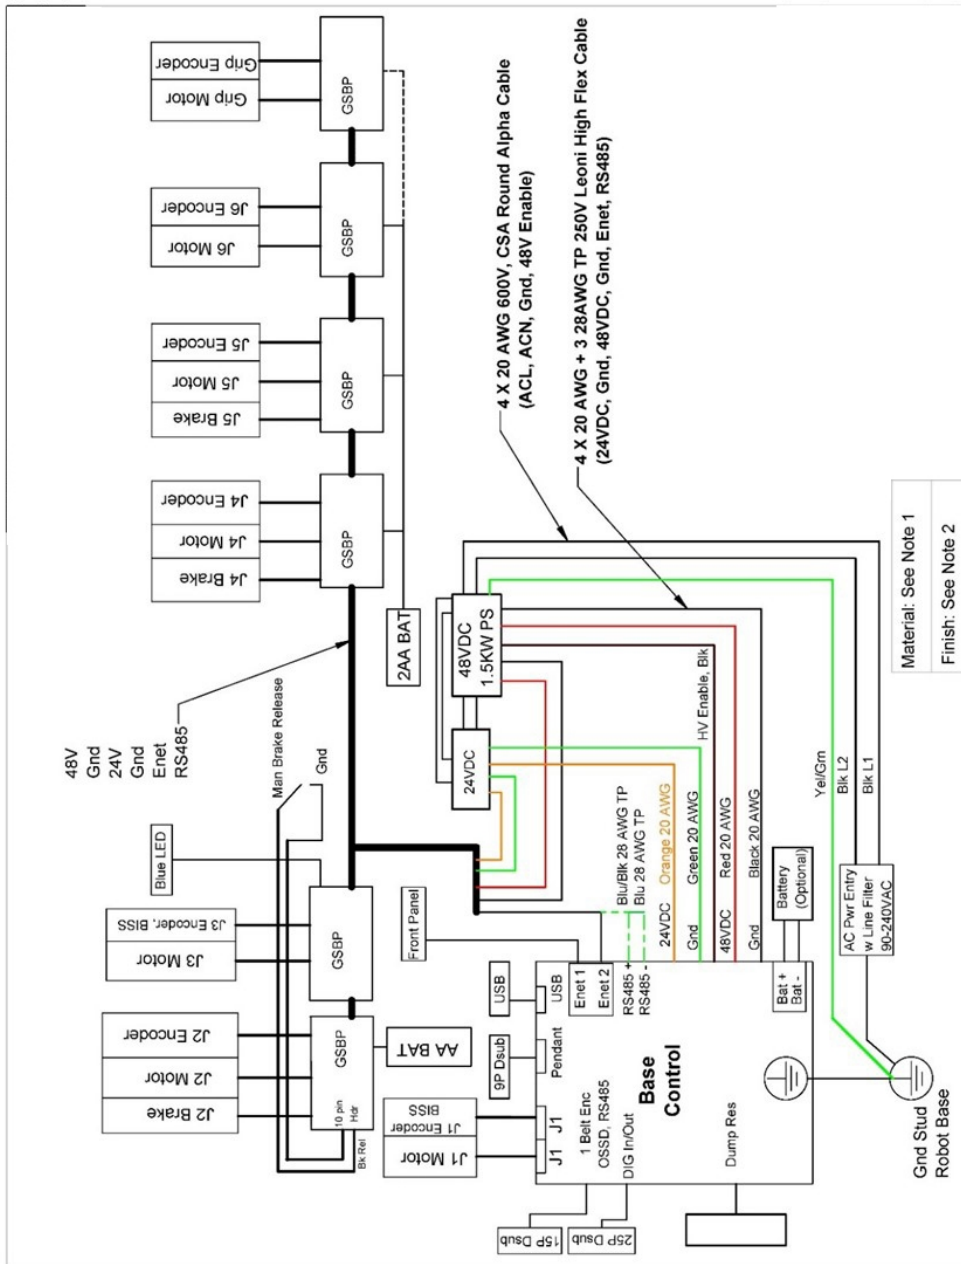 Grip Encoder
Grip Motor
GSBP
J6 Encoder
J6 Motor
GSBP
J5 Encoder
J5 Motor
J5 Brake
GSBP
J4 Encoder
J4 Motor
J4 Brake
GSBP
2AA BAT
4 X 20 AWG 600V, CSA Round Alpha Cable
(ACL, ACN, Gnd, 48V Enable)
4 X 20 AWG + 3 28AWG TP 250V Leoni High Flex Cable
(24VDC, Gnd, 48VDC, Gnd, Enet, RS485)
48V
Gnd
24V
Gnd
Enet
RS485
Man Brake Release
Gnd
Blue LED
J3 Encoder, BISS
J3 Motor
GSBP
J2 Encoder
J2 Motor
J2 Brake
GSBP
10 pin
Hdr
Bk Rel
AA BAT
48VDC
1.5KW PS
24VDC
HV Enable, Blk
Blu/Blk 28 AWG TP
Blu 28 AWG TP
Orange 20 AWG
Green 20 AWG
Red 20 AWG
Black 20 AWG
24VDC
Gnd
48VDC
Gnd
Yel/Grn
Blk L2
Blk L1
Front Panel
USB
9P Dsub
J1 Encoder
BISS
J1 Motor
USB
Pendant
J1
J1
Enet 1
Enet 2
RS485 +
RS485 -
1 Belt Enc
OSSD, RS485
DIG In/Out
Base
Control
Dump Res
Bat +
Bat -
Battery
(Optional)
AC Pwr Entry
w Line Filter
90-240VAC
15P Dsub
25P Dsub
Gnd Stud
Robot Base
Material: See Note 1
Finish: See Note 2